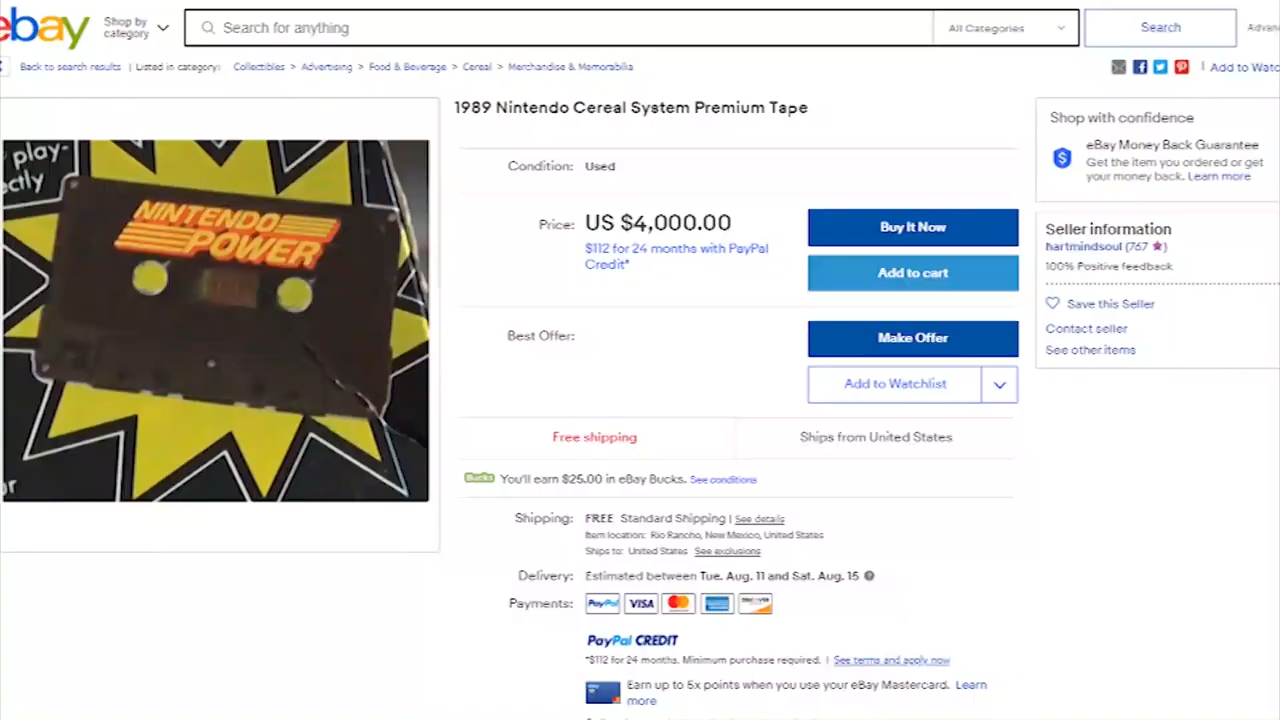 ebay
Shop by
category
Search for anything
All Categories
Search
Back to search results | Listed in category: Collectibles > Advertising > Food & Beverage > Cereal > Merchandise & Memorabilia
Add to Watc
play-
ctly
NINTENDO
POWER
1989 Nintendo Cereal System Premium Tape
Condition: Used
Price: US $4,000.00
$112 for 24 months with PayPal
Credit*
Buy It Now
Add to cart
Best Offer:
Make Offer
Add to Watchlist
Free shipping
Ships from United States
Bucks You'll earn $25.00 in eBay Bucks. See conditions
Shipping: FREE Standard Shipping | See details
Item location: Rio Rancho, New Mexico, United States
Ships to: United States See exclusions
Delivery: Estimated between Tue. Aug. 11 and Sat. Aug. 15
Payments: PayPal VISA
PayPal CREDIT
*$112 for 24 months. Minimum purchase required. | See terms and apply now
Earn up to 5x points when you use your eBay Mastercard. Learn
more
Shop with confidence
eBay Money Back Guarantee
Get the item you ordered or get
your money back. Learn more
Seller information
hartmindsoul (767)
100% Positive feedback
Save this Seller
Contact seller
See other items